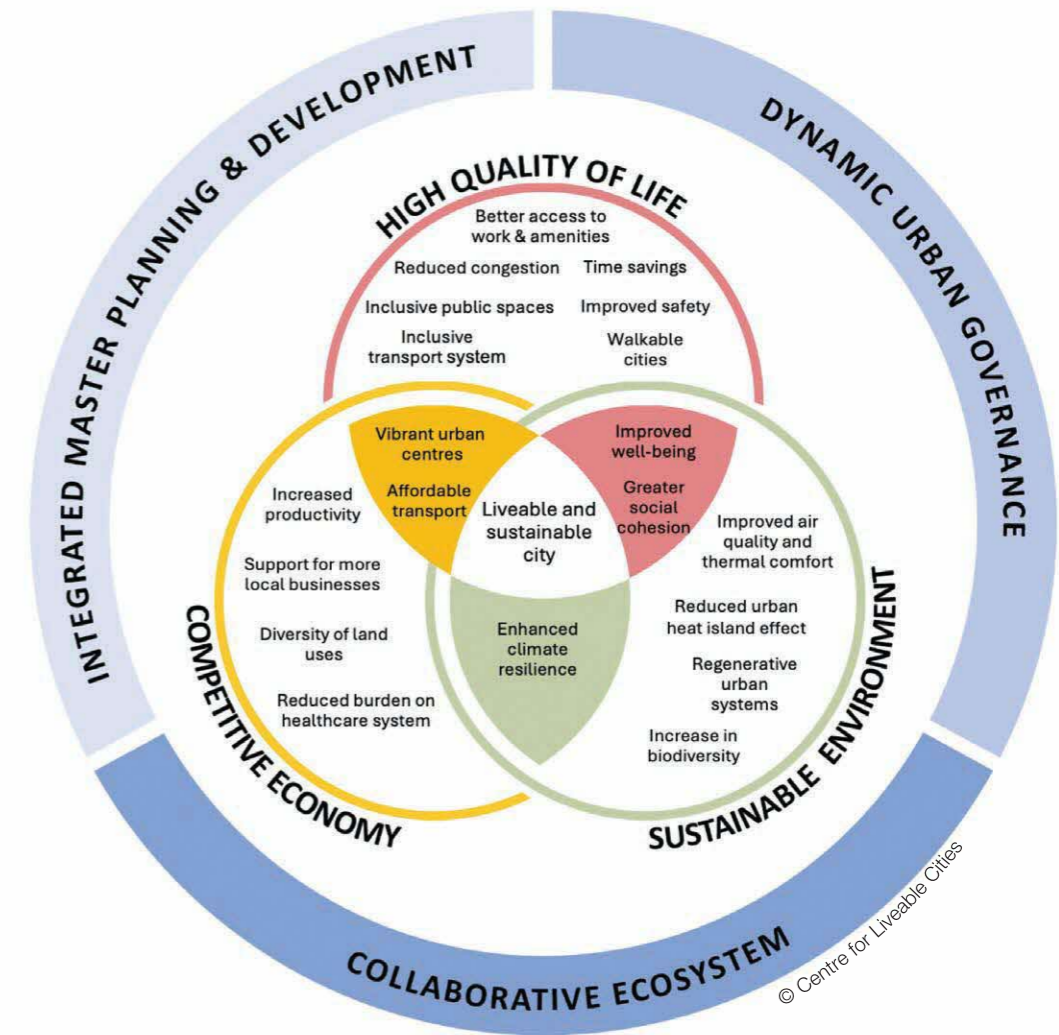 INTEGRATED MASTER PLANNING & DEVELOPMENT
DYNAMIC URBAN GOVERNANCE
HIGH QUALITY OF LIFE
Better access to
work & amenities
Reduced congestion
Time savings
Inclusive public spaces
Improved safety
Inclusive
transport system
Walkable
cities
Vibrant urban
centres
Affordable
transport
Improved
well-being
Greater
social
cohesion
Liveable and
sustainable
city
Increased
productivity
Support for more
local businesses
Diversity of land
uses
Reduced burden on
healthcare system
COMPETITIVE ECONOMY
Enhanced
climate
resilience
Improved air
quality and
thermal comfort
Reduced urban
heat island effect
Regenerative
urban
systems
Increase in
biodiversity
SUSTAINABLE ENVIRONMENT
COLLABORATIVE ECOSYSTEM
© Centre for Liveable Cities